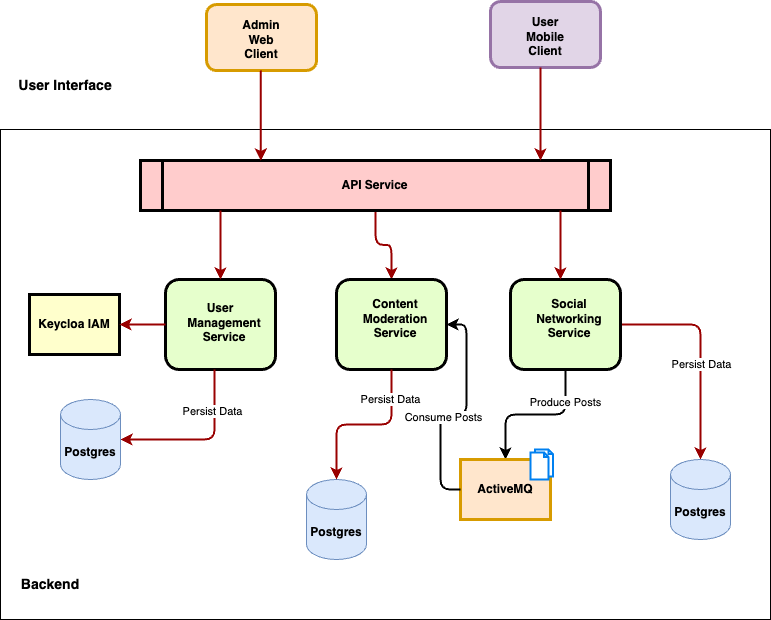 Admin
Web
Client
User
Mobile
Client
User Interface
API Service
Keycloa IAM
User
Management
Service
Content
Moderation
Service
Social
Networking
Service
Persist Data
Persist Data
Consume Posts
Produce Posts
Persist Data
Postgres
Postgres
ActiveMQ
Postgres
Backend